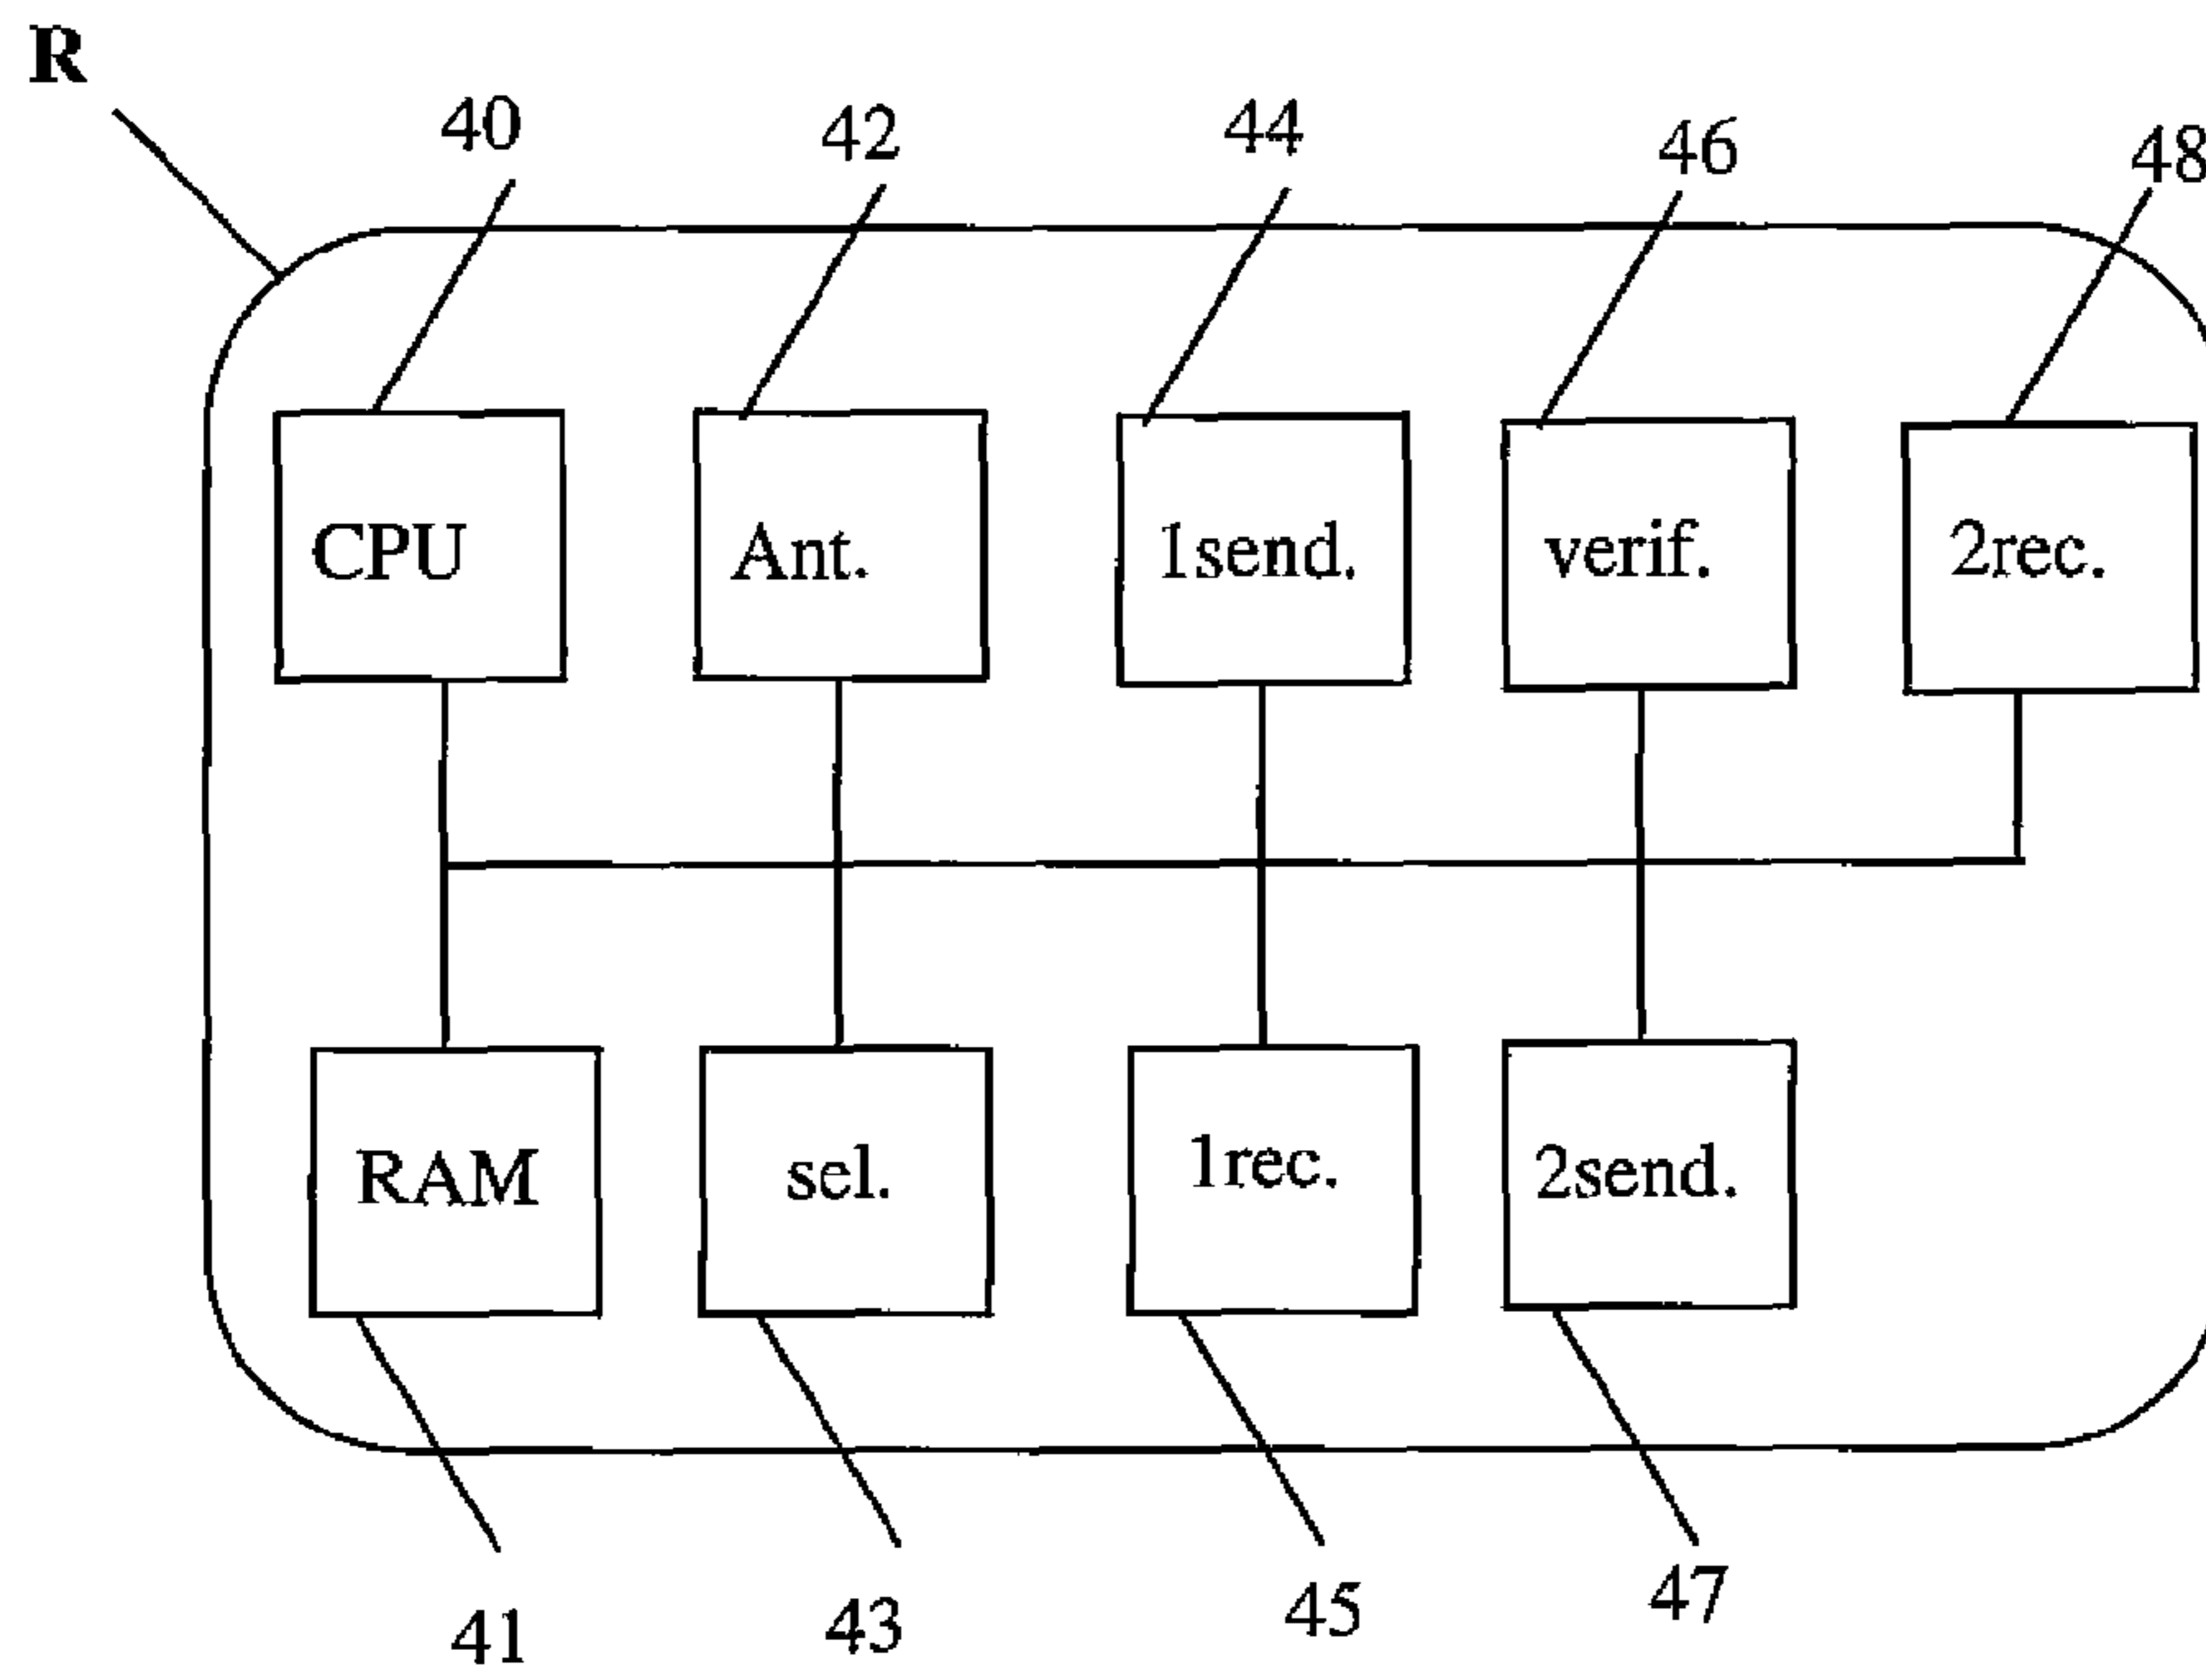 R
40 42 44 46 48
CPU Ant. 1send. verif. 2rec.
RAM sel. 1rec. 2send.
41 43 45 47